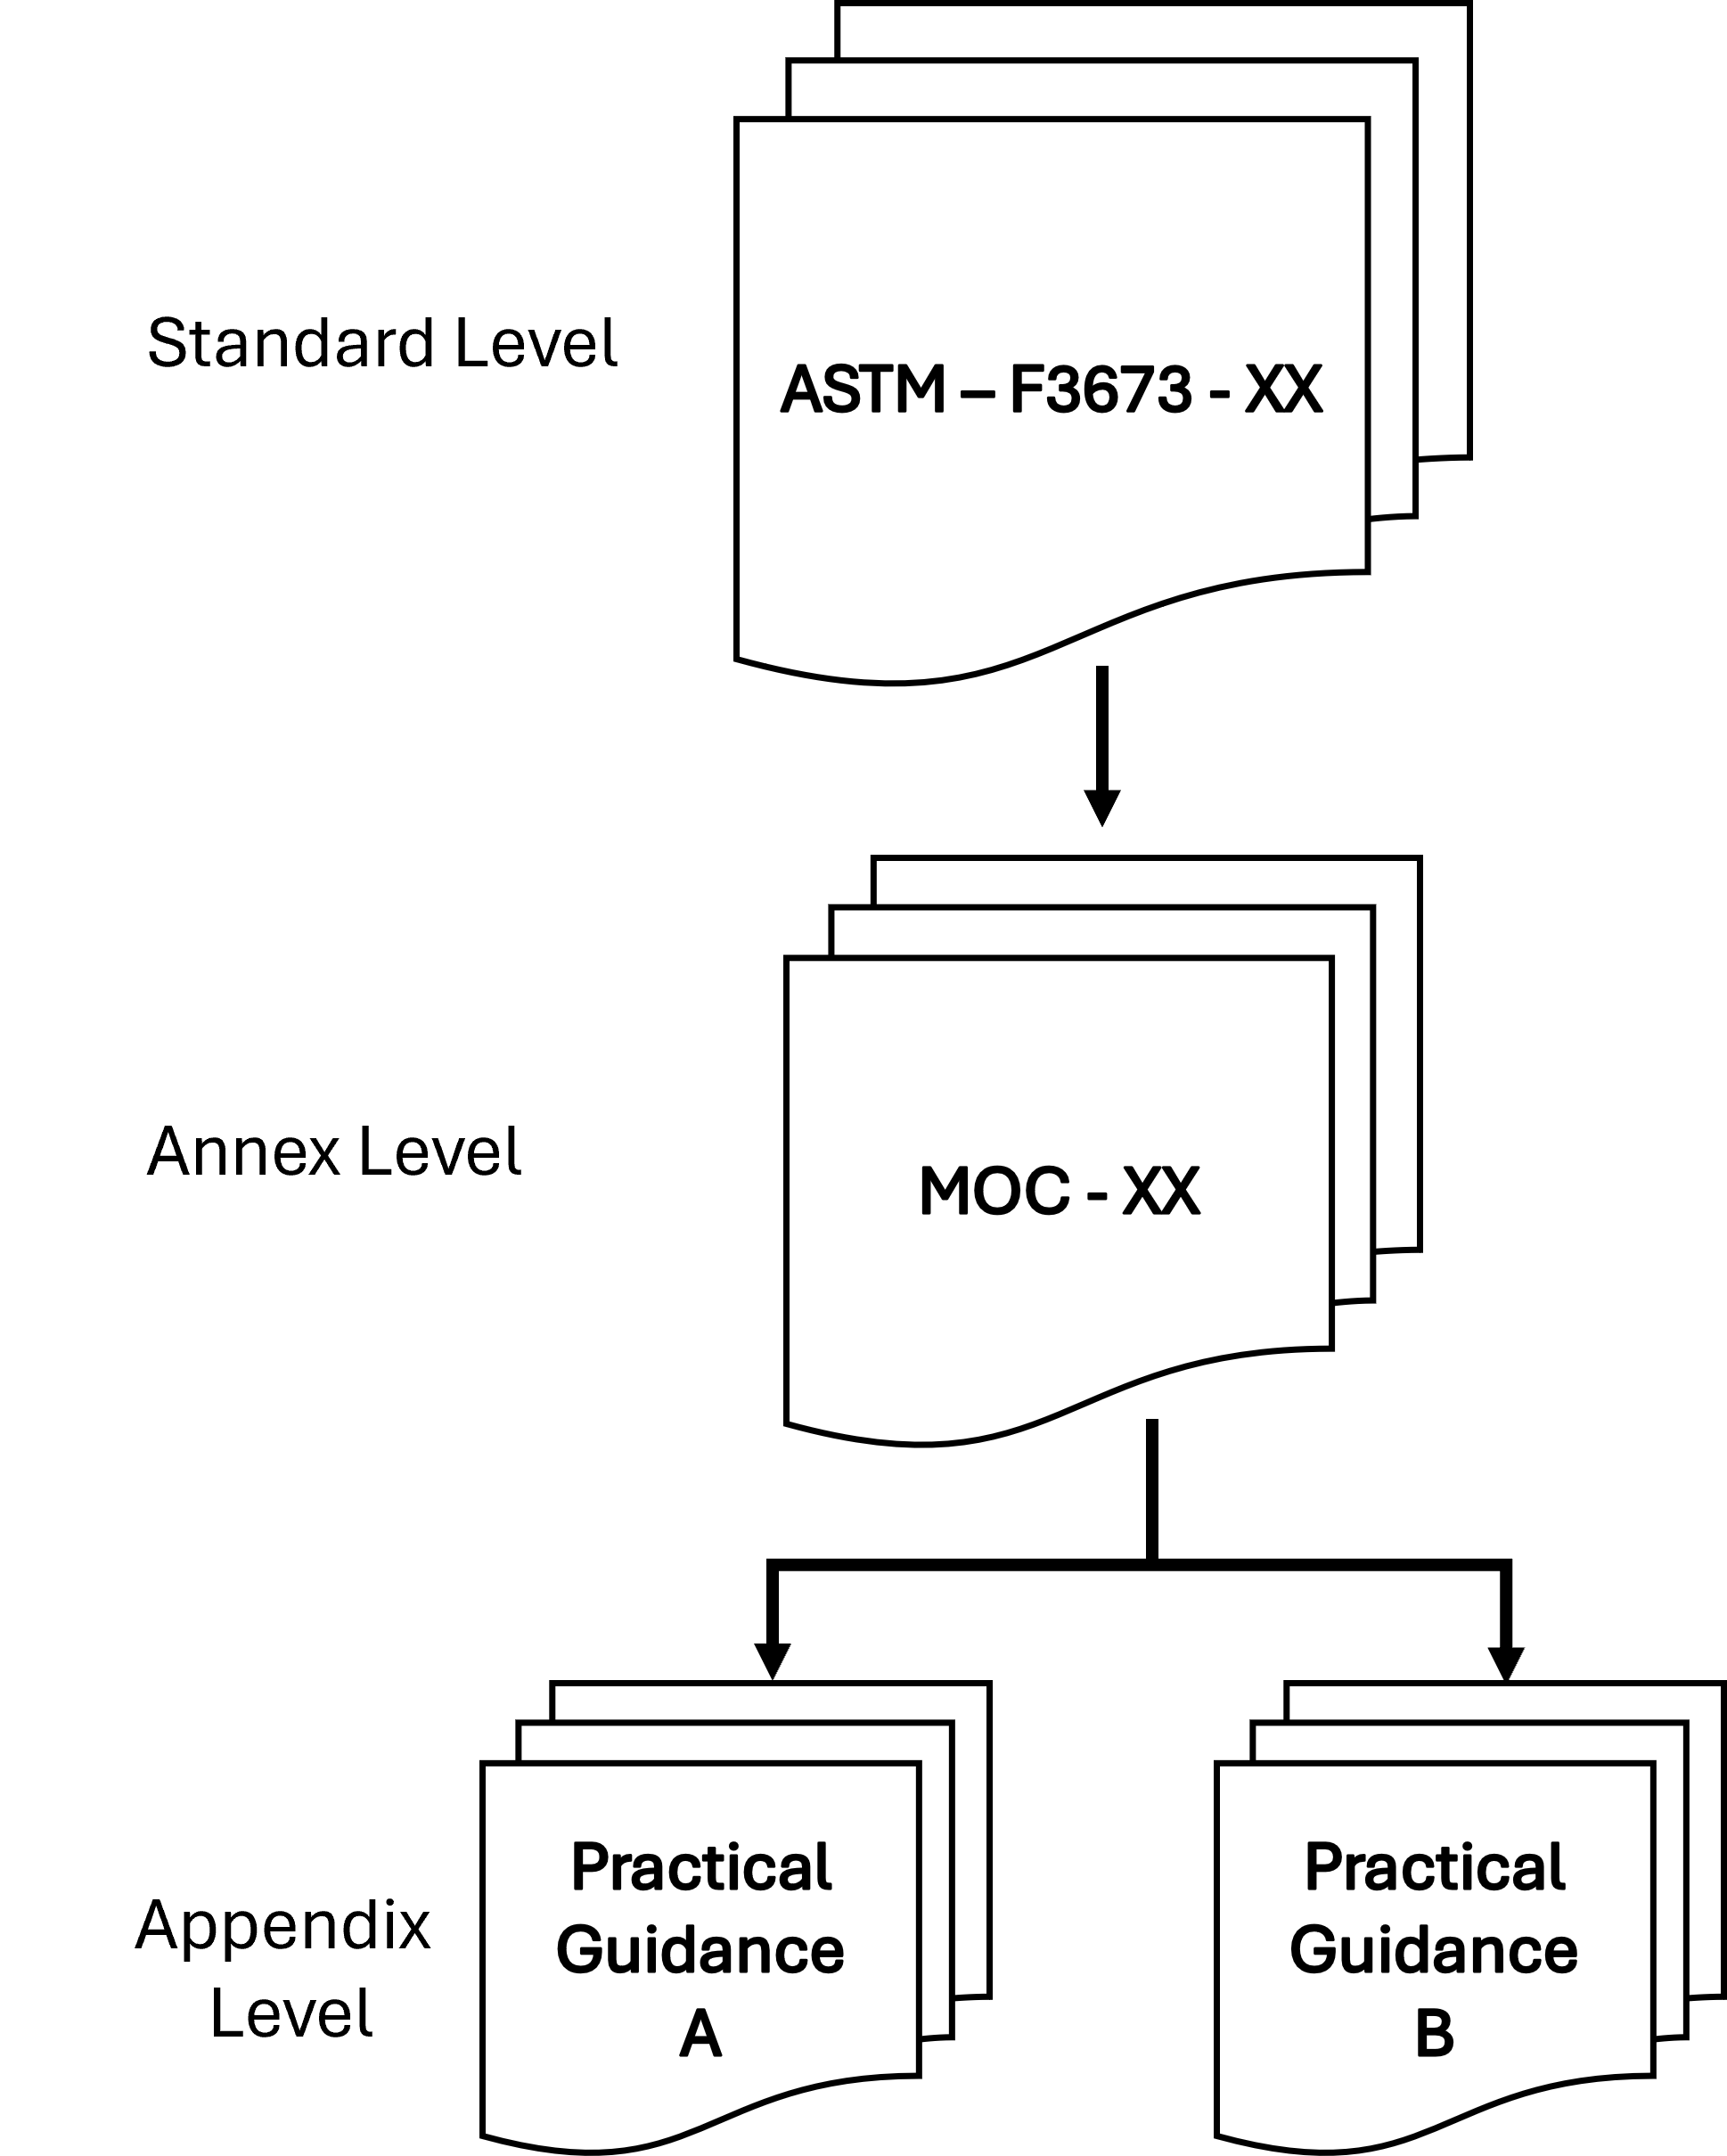 Standard Level
ASTM – F3673 - XX
Annex Level
MOC - XX
Appendix
Level
Practical
Guidance
A
Practical
Guidance
B